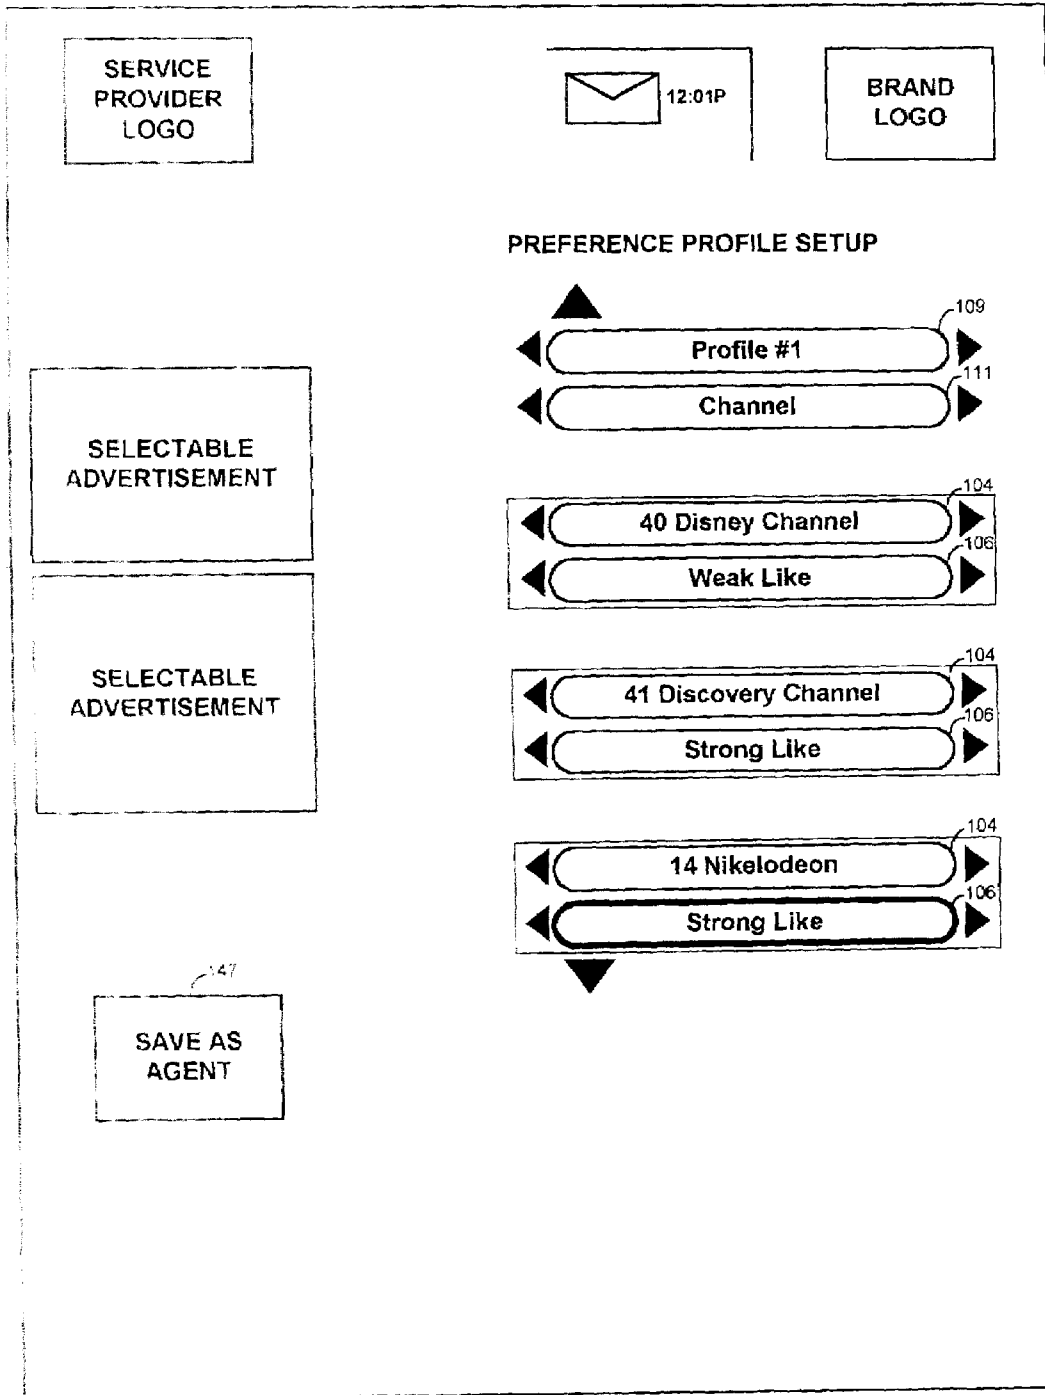 SERVICE
PROVIDER
LOGO
12:01P
BRAND
LOGO
PREFERENCE PROFILE SETUP
109
Profile #1
111
Channel
SELECTABLE
ADVERTISEMENT
104
40 Disney Channel
106
Weak Like
SELECTABLE
ADVERTISEMENT
104
41 Discovery Channel
106
Strong Like
104
14 Nikelodeon
106
Strong Like
147
SAVE AS
AGENT